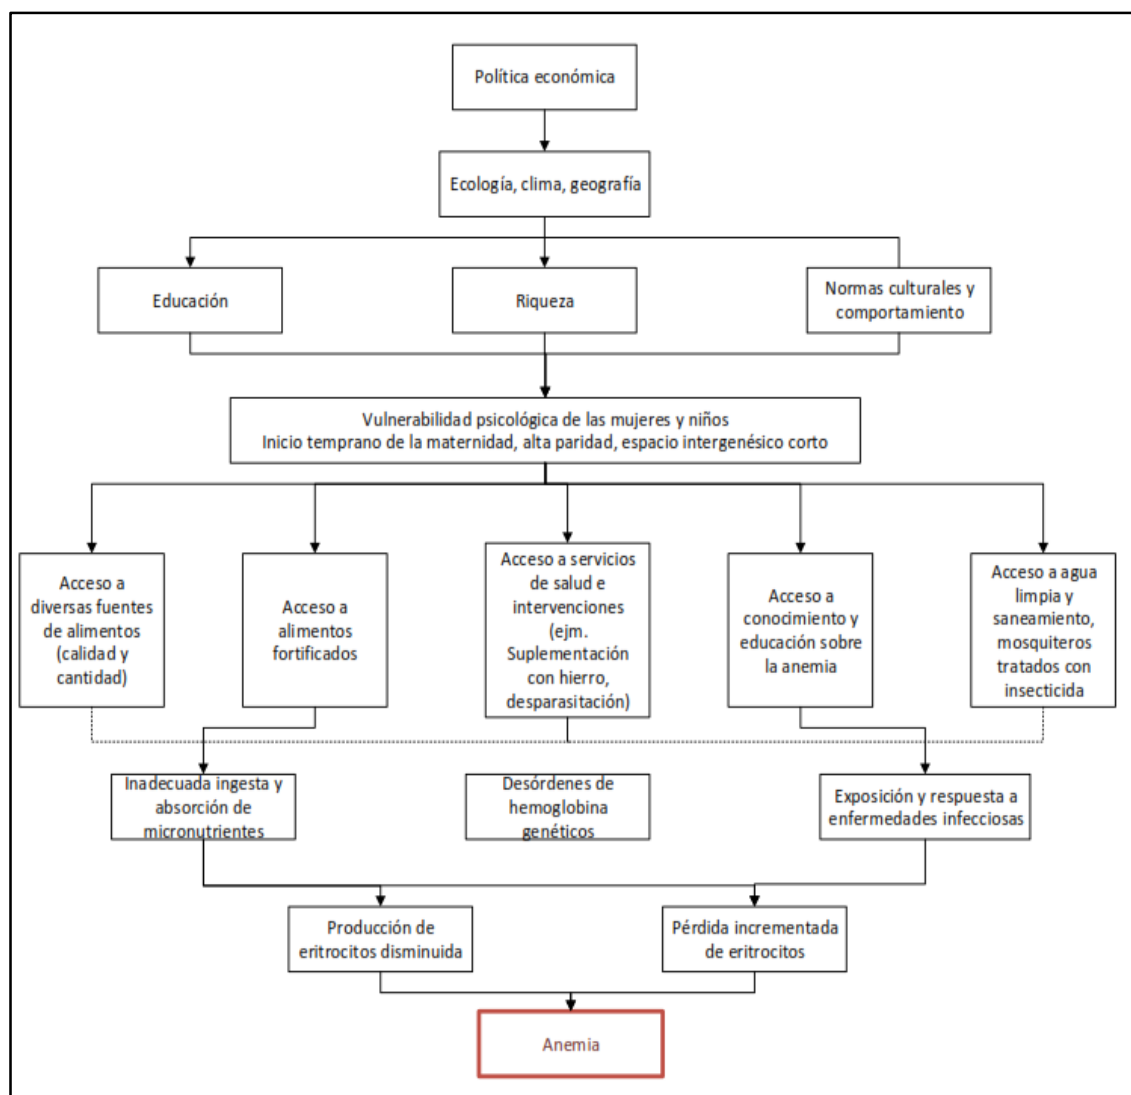 Política económica
Ecología, clima, geografía
Educación
Riqueza
Normas culturales y
comportamiento
Vulnerabilidad psicológica de las mujeres y niños
Inicio temprano de la maternidad, alta paridad, espacio intergenésico corto
Acceso a
diversas fuentes
de alimentos
(calidad y
cantidad)
Acceso a
alimentos
fortificados
Acceso a servicios
de salud e
intervenciones
(ejm.
Suplementación
con hierro,
desparasitación)
Acceso a
conocimiento y
educación sobre
la anemia
Acceso a agua
limpia y
saneamiento,
mosquiteros
tratados con
insecticida
Inadecuada ingesta y
absorción de
micronutrientes
Desórdenes de
hemoglobina
genéticos
Exposición y respuesta a
enfermedades infecciosas
Producción de
eritrocitos disminuida
Pérdida incrementada
de eritrocitos
Anemia